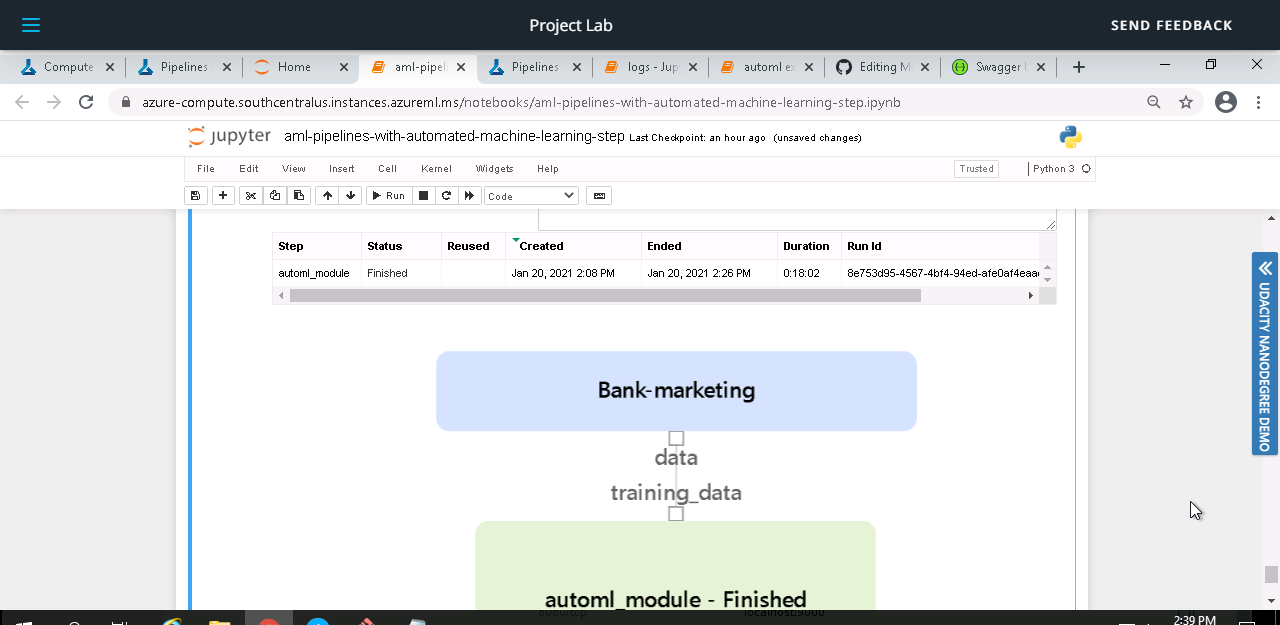 Project Lab
SEND FEEDBACK
Compute
Pipelines
Home
aml-pipel
Pipelines
logs - Jup
automl ex
Editing M
Swagger
azure-compute.southcentralus.instances.azureml.ms/notebooks/aml-pipelines-with-automated-machine-learning-step.ipynb
jupyter aml-pipelines-with-automated-machine-learning-step Last Checkpoint: an hour ago (unsaved changes)
File Edit View Insert Cell Kernel Widgets Help Trusted Python 3
Run Code
Step Status Reused Created Ended Duration Run Id
automl_module Finished Jan 20, 2021 2:08 PM Jan 20, 2021 2:26 PM 0:18:02 8e753d95-4567-4bf4-94ed-afe0af4eaa
UDACITY NANODEGREE DEMO
Bank-marketing
data
training_data
automl_module - Finished
localhost:9000
2:39 PM